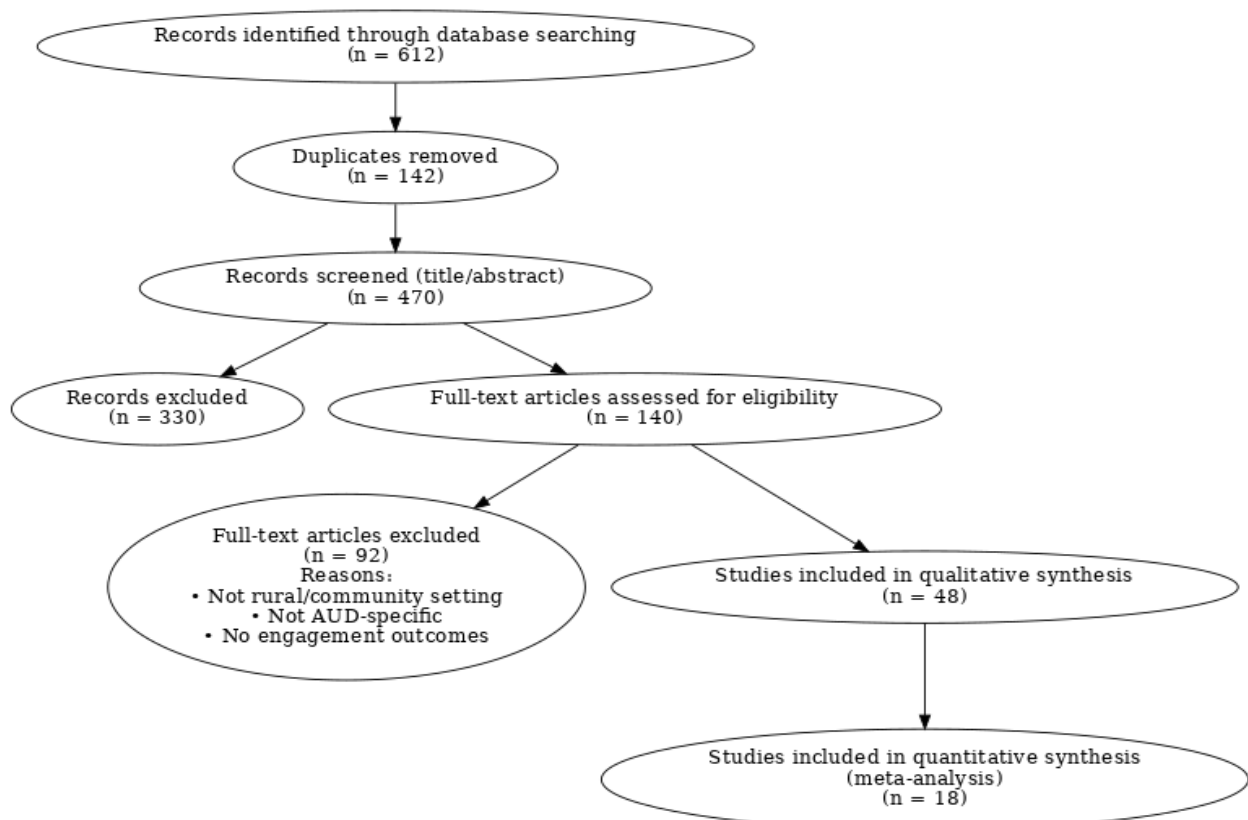 Records identified through database searching
(n = 612)
Duplicates removed
(n = 142)
Records screened (title/abstract)
(n = 470)
Records excluded
(n = 330)
Full-text articles assessed for eligibility
(n = 140)
Full-text articles excluded
(n = 92)
Reasons:
• Not rural/community setting
• Not AUD-specific
• No engagement outcomes
Studies included in qualitative synthesis
(n = 48)
Studies included in quantitative synthesis
(meta-analysis)
(n = 18)